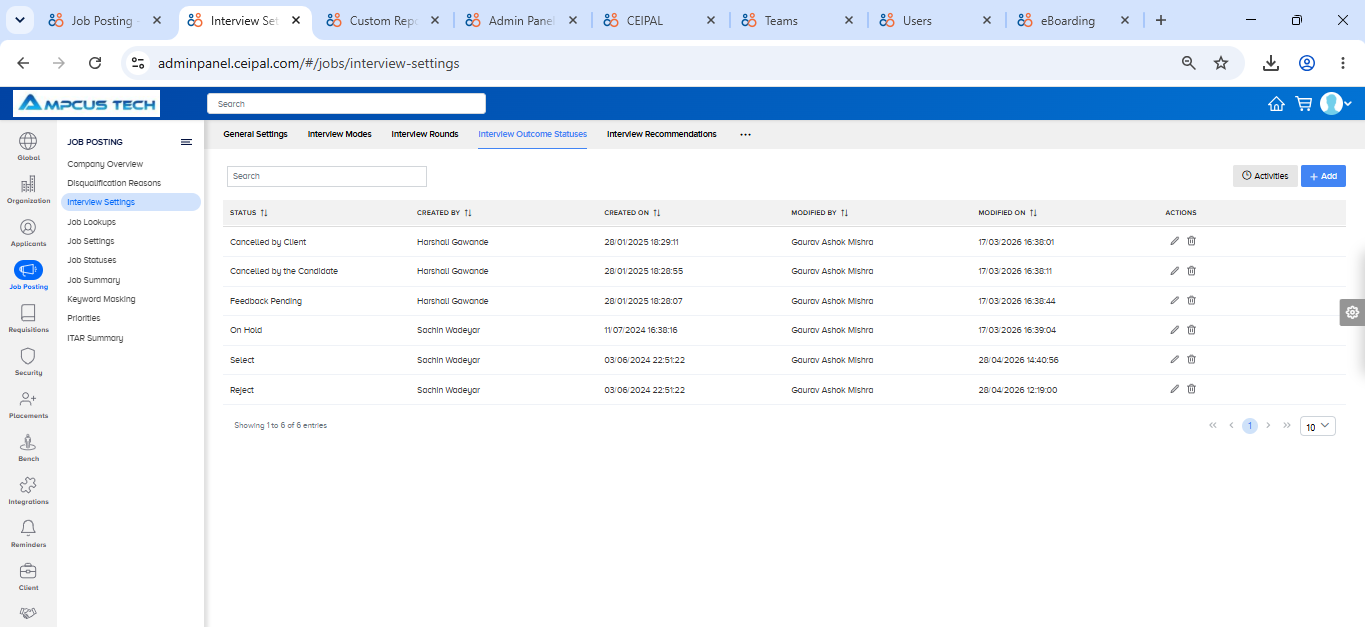 Job Posting
Interview Set
Custom Repo
Admin Panel
CEIPAL
Teams
Users
eBoarding
adminpanel.ceipal.com/#/jobs/interview-settings
AMPCUS TECH
Search
Global
Organization
Applicants
Job Posting
Requisitions
Security
Placements
Bench
Integrations
Reminders
Client
JOB POSTING
Company Overview
Disqualification Reasons
Interview Settings
Job Lookups
Job Settings
Job Statuses
Job Summary
Keyword Masking
Priorities
ITAR Summary
General Settings Interview Modes Interview Rounds Interview Outcome Statuses Interview Recommendations
Search
Activities
+ Add
STATUS CREATED BY CREATED ON MODIFIED BY MODIFIED ON ACTIONS
Cancelled by Client Harshali Gawande 28/01/2025 18:29:11 Gaurav Ashok Mishra 17/03/2026 16:38:01
Cancelled by the Candidate Harshali Gawande 28/01/2025 18:28:55 Gaurav Ashok Mishra 17/03/2026 16:38:11
Feedback Pending Harshali Gawande 28/01/2025 18:28:07 Gaurav Ashok Mishra 17/03/2026 16:38:44
On Hold Sachin Wadeyar 11/07/2024 16:38:16 Gaurav Ashok Mishra 17/03/2026 16:39:04
Select Sachin Wadeyar 03/06/2024 22:51:22 Gaurav Ashok Mishra 28/04/2026 14:40:56
Reject Sachin Wadeyar 03/06/2024 22:51:22 Gaurav Ashok Mishra 28/04/2026 12:19:00
Showing 1 to 6 of 6 entries
« ‹ 1 › » 10